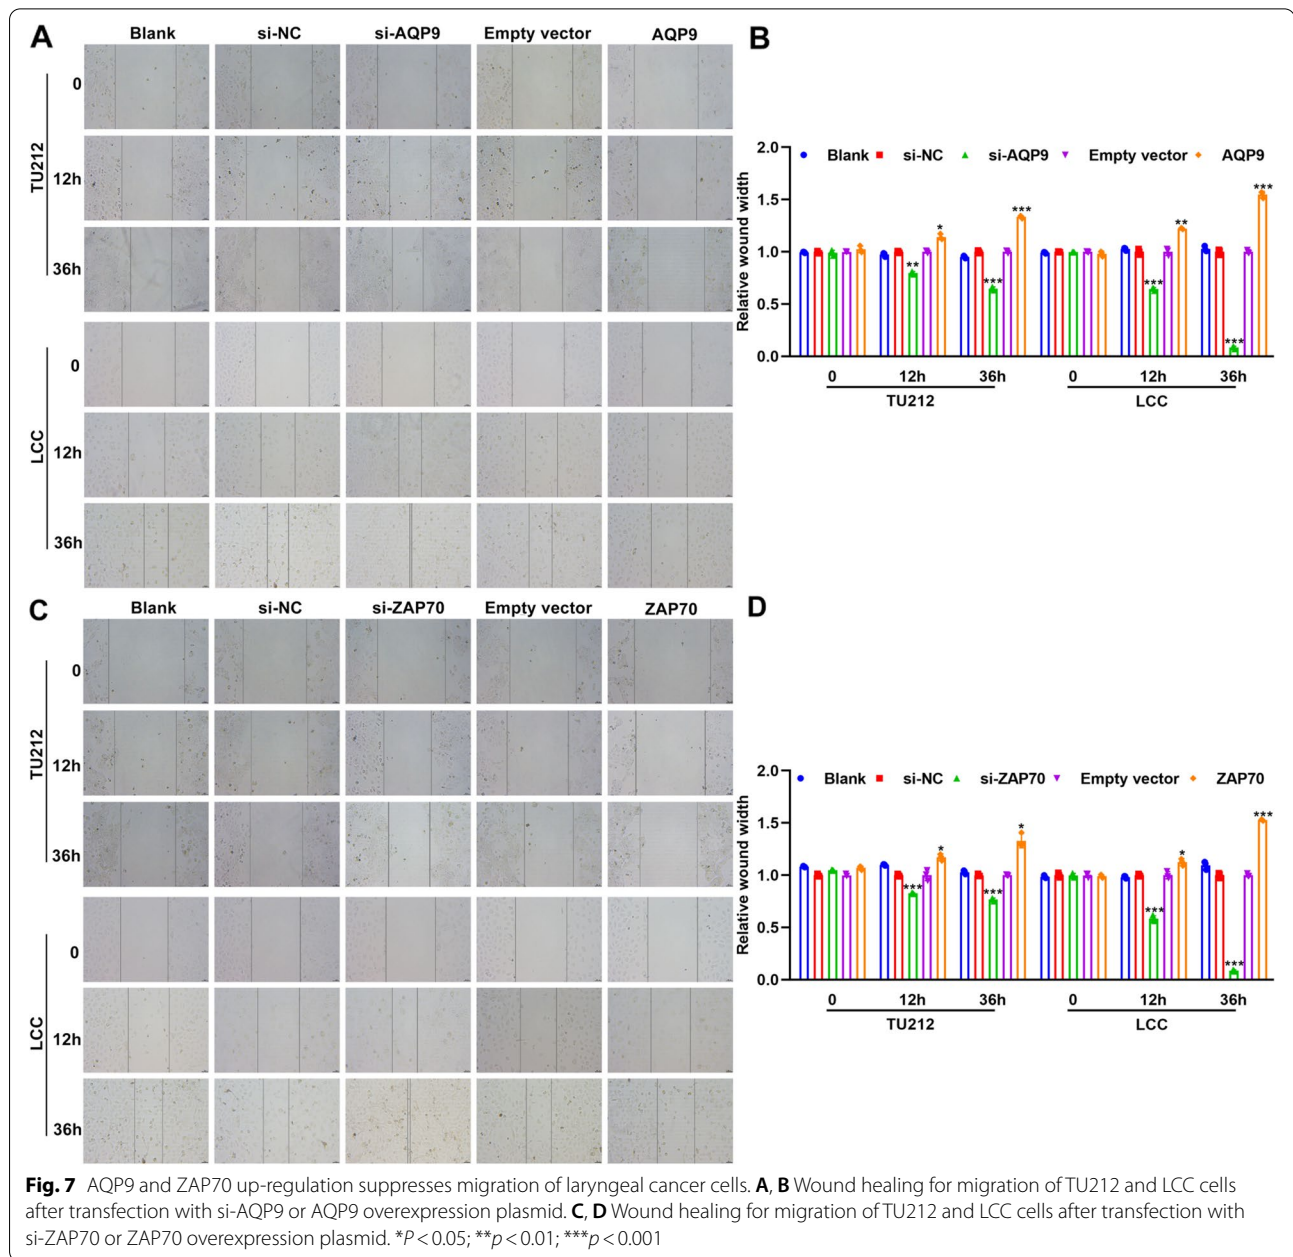 A
Blank si-NC si-AQP9 Empty vector AQP9
TU212
0
12h
36h
LCC
0
12h
36h
B
Relative wound width
2.0
1.5
1.0
0.5
0.0
Blank si-NC si-AQP9 Empty vector AQP9
** *
*** ***
*** **
*** ***
0 12h 36h 0 12h 36h
TU212 LCC
C
Blank si-NC si-ZAP70 Empty vector ZAP70
TU212
0
12h
36h
LCC
0
12h
36h
D
Relative wound width
2.0
1.5
1.0
0.5
0.0
Blank si-NC si-ZAP70 Empty vector ZAP70
*** *
*** *
*** *
*** ***
0 12h 36h 0 12h 36h
TU212 LCC
Fig. 7 AQP9 and ZAP70 up-regulation suppresses migration of laryngeal cancer cells. A, B Wound healing for migration of TU212 and LCC cells
after transfection with si-AQP9 or AQP9 overexpression plasmid. C, D Wound healing for migration of TU212 and LCC cells after transfection with
si-ZAP70 or ZAP70 overexpression plasmid. *P < 0.05; **p < 0.01; ***p < 0.001